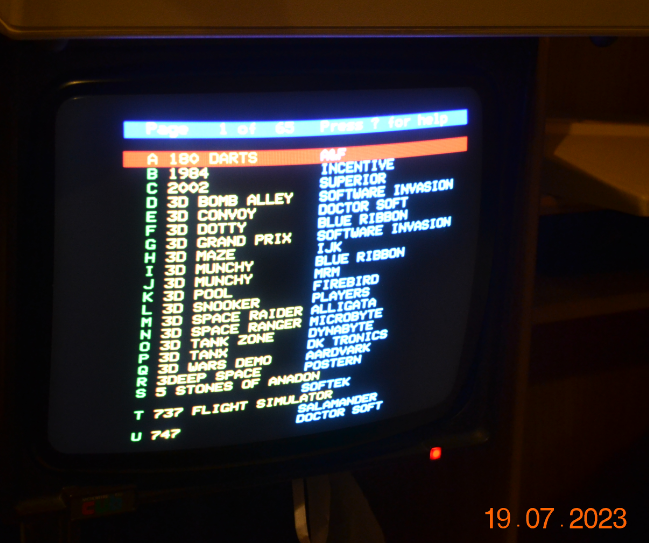 Page 1 of 60 Press ? for help
A 180 DARTS A&F
B 1984 INCENTIVE
C 2002 SUPERIOR
D 3D BOMB ALLEY SOFTWARE INVASION
E 3D CONVOY DOCTOR SOFT
F 3D DOTTY BLUE RIBBON
G 3D GRAND PRIX SOFTWARE INVASION
H 3D MAZE IJK
I 3D MUNCHY BLUE RIBBON
J 3D MUNCHY MRM
K 3D POOL FIREBIRD
L 3D SNOOKER PLAYERS
M 3D SPACE RAIDER ALLIGATA
N 3D SPACE RANGER MICROBYTE
O 3D TANK ZONE DYNABYTE
P 3D TANX DK TRONICS
Q 3D WARS DEMO AARDVARK
R 3DEEP SPACE POSTERN
S 5 STONES OF ANADON
SOFTEK
T 737 FLIGHT SIMULATOR
SALAMANDER
U 747 DOCTOR SOFT
19.07.2023